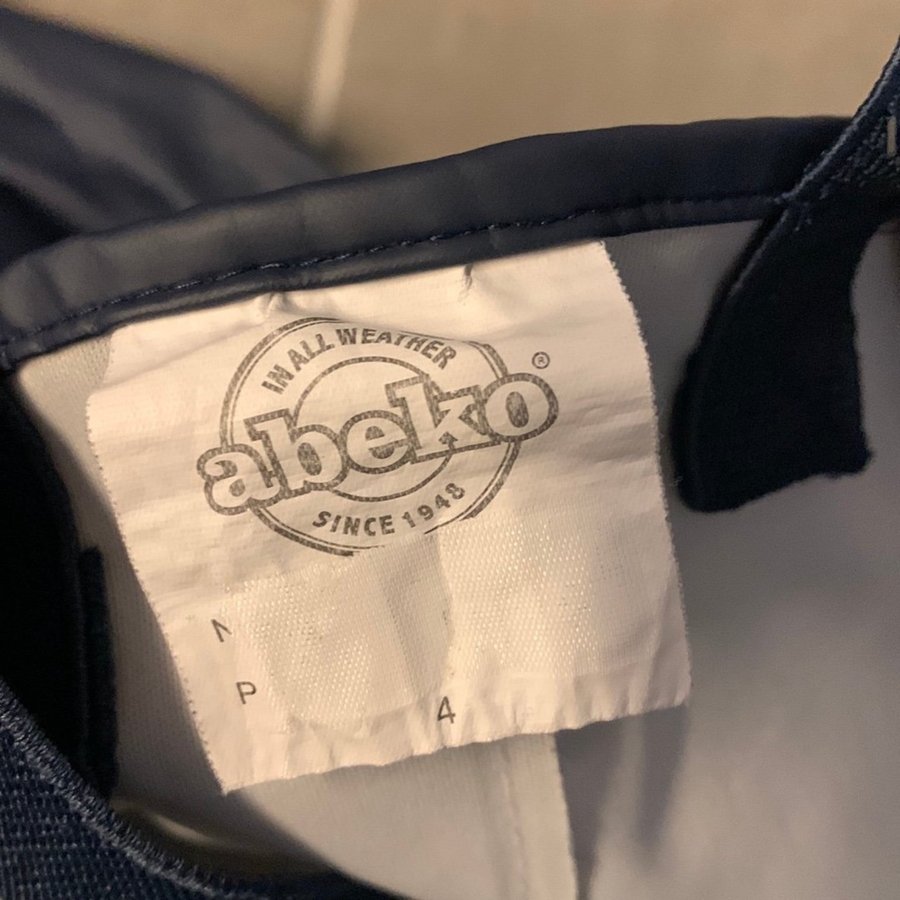 IN ALL WEATHER
abeko®
SINCE 1948
N
P 4